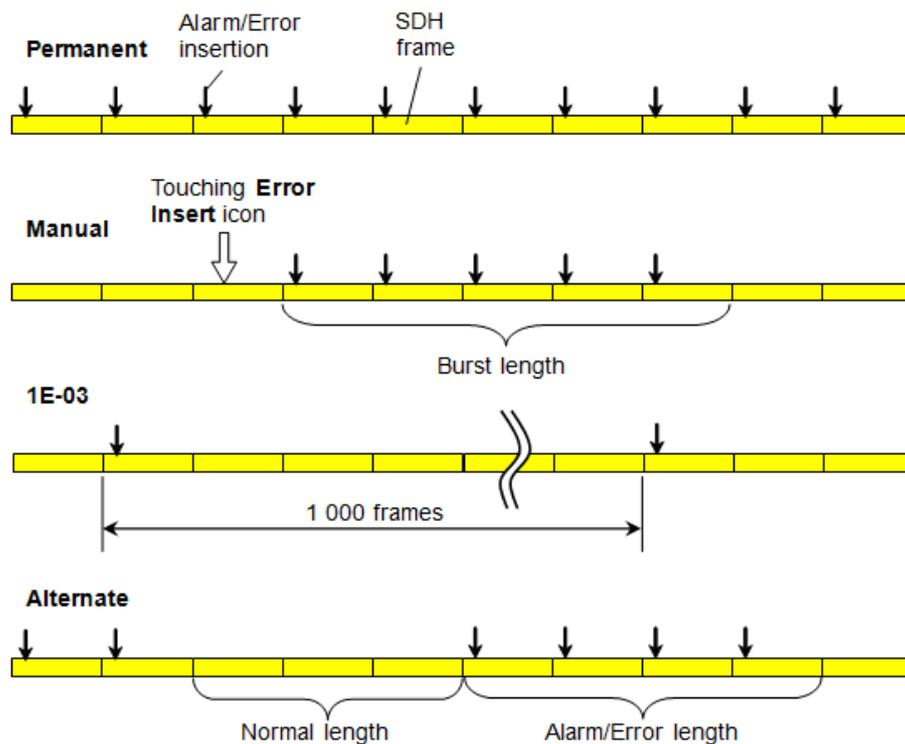 Alarm/Error
insertion
SDH
frame
Permanent
Touching Error
Insert icon
Manual
Burst length
1E-03
1 000 frames
Alternate
Normal length
Alarm/Error length